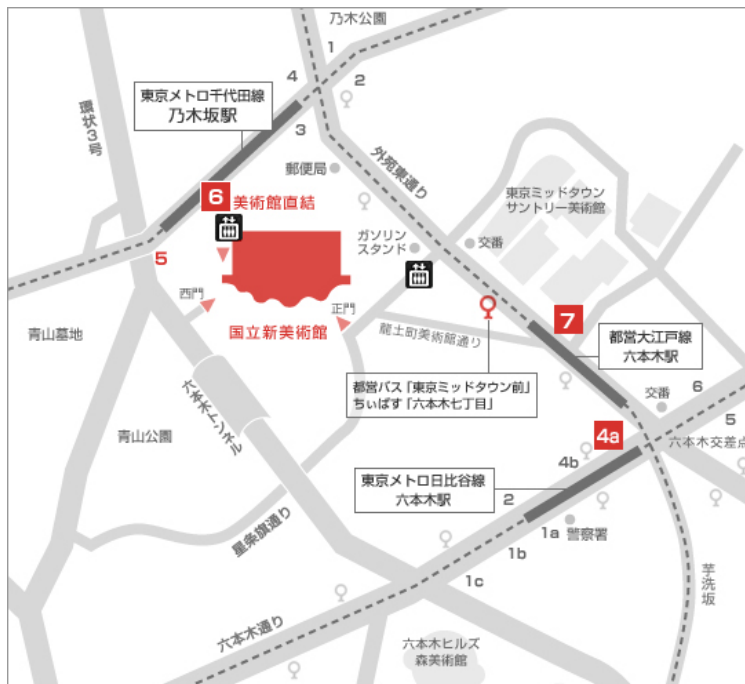 乃木公園
1
4
2
東京メトロ千代田線
乃木坂駅
3
環状3号
外苑東通り
郵便局
6
美術館直結
東京ミッドタウン
サントリー美術館
ガソリン
スタンド
交番
5
西門
正門
国立新美術館
青山墓地
龍土町美術館通り
7
都営大江戸線
六本木駅
都営バス「東京ミッドタウン前」
ちぃばす「六本木七丁目」
六本木トンネル
青山公園
交番
6
5
4a
六本木交差点
4b
東京メトロ日比谷線
六本木駅
2
1a
警察署
1b
1c
星条旗通り
芋洗坂
六本木通り
六本木ヒルズ
森美術館